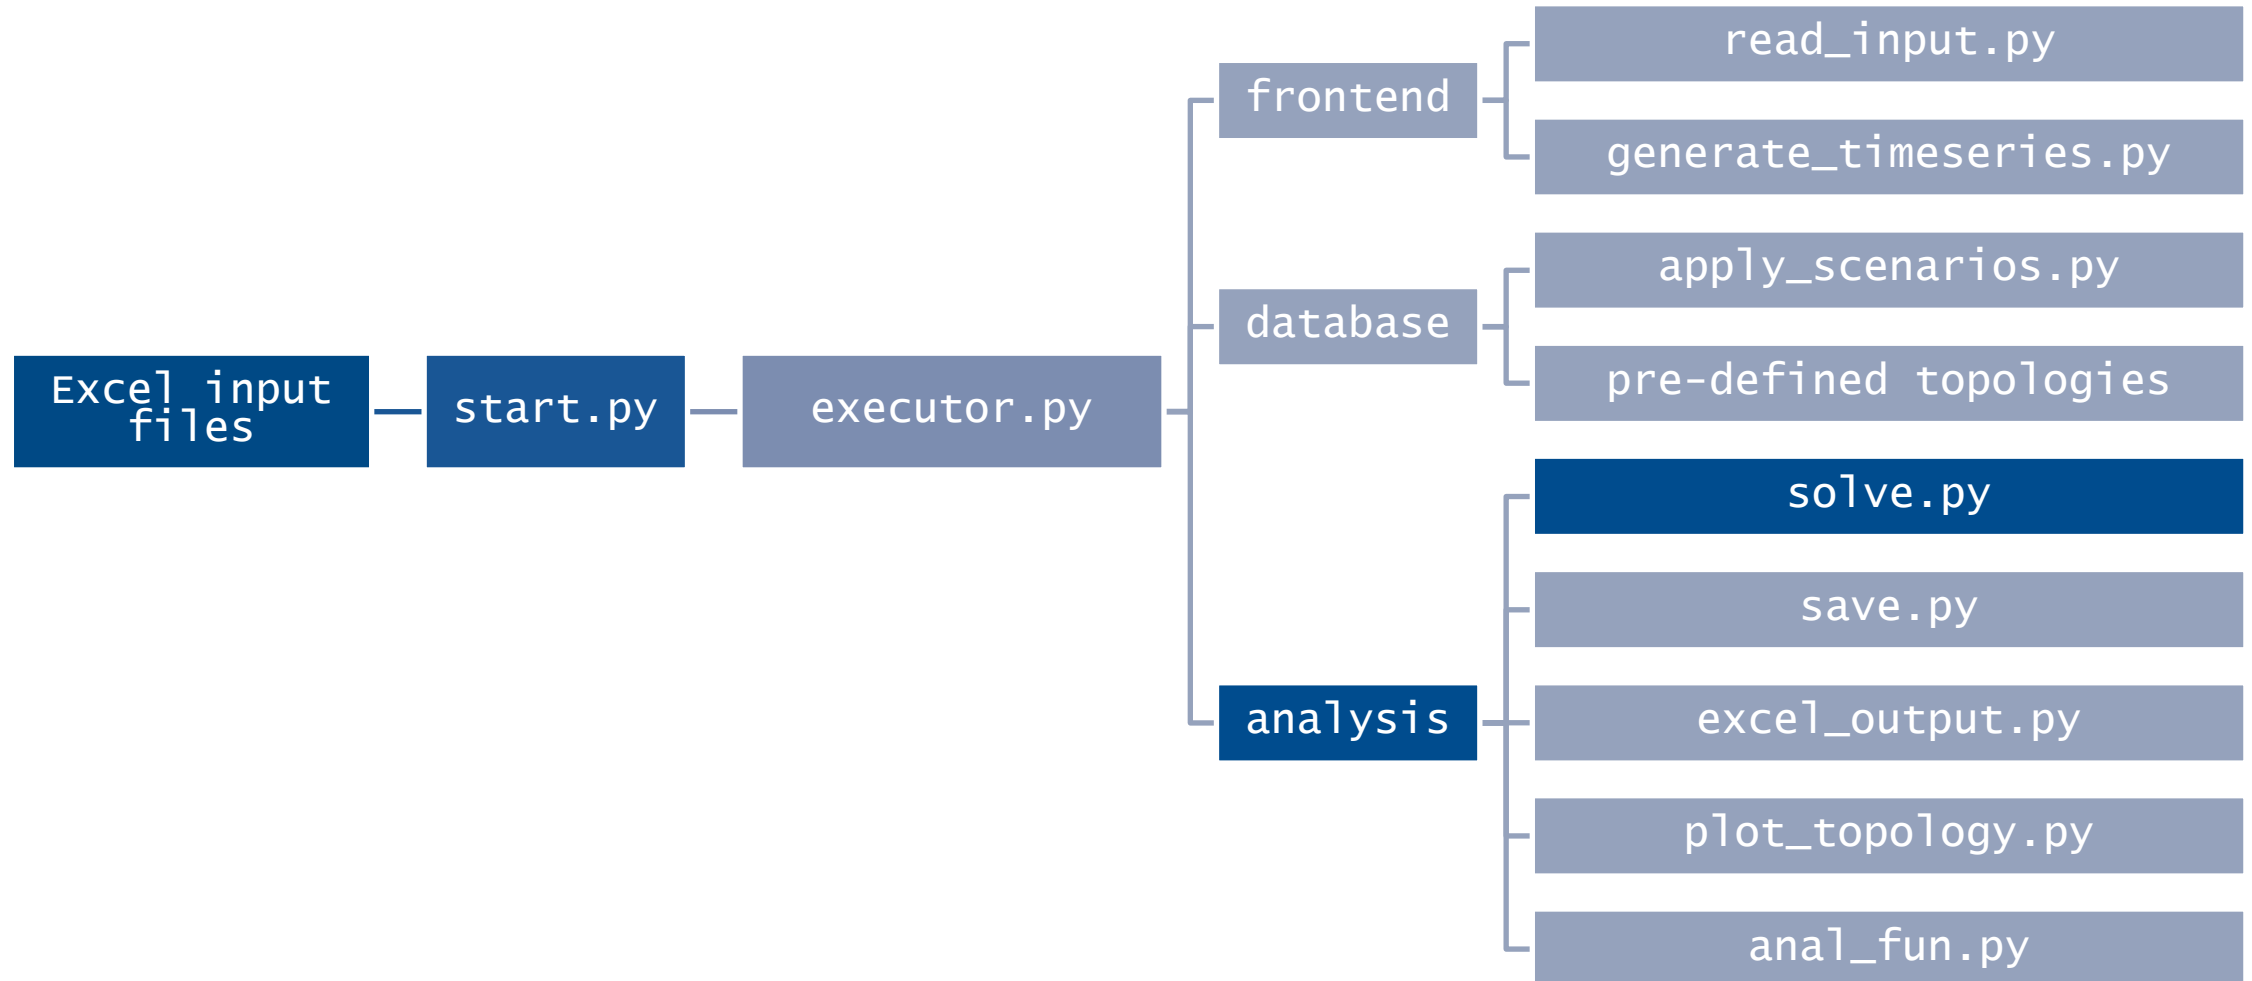 Excel input
files
start.py
executor.py
frontend
read_input.py
generate_timeseries.py
database
apply_scenarios.py
pre-defined topologies
analysis
solve.py
save.py
excel_output.py
plot_topology.py
anal_fun.py